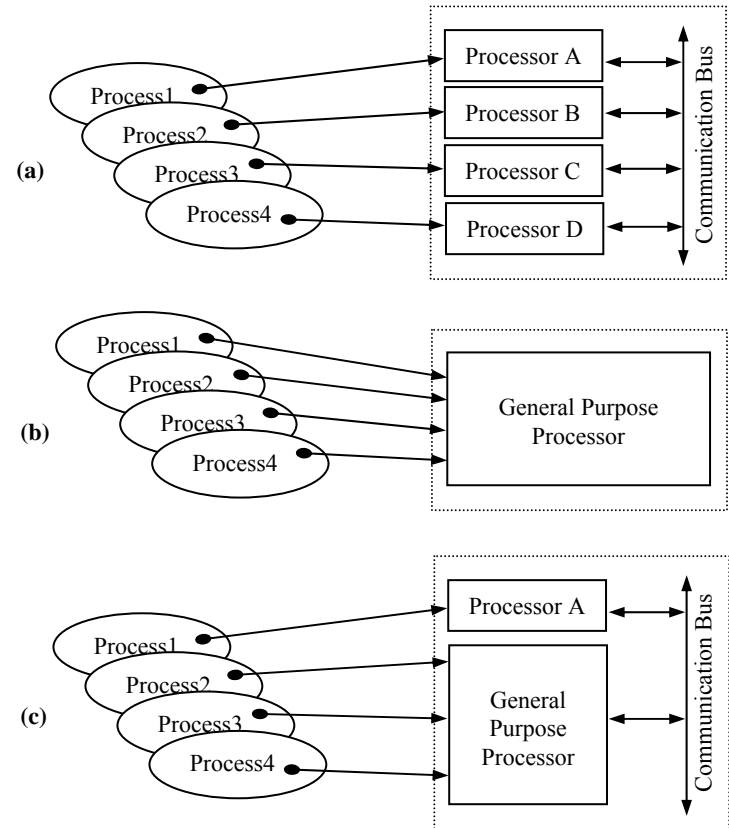 (a)
Process1
Process2
Process3
Process4
Processor A
Processor B
Processor C
Processor D
Communication Bus
(b)
Process1
Process2
Process3
Process4
General Purpose
Processor
(c)
Process1
Process2
Process3
Process4
Processor A
General
Purpose
Processor
Communication Bus